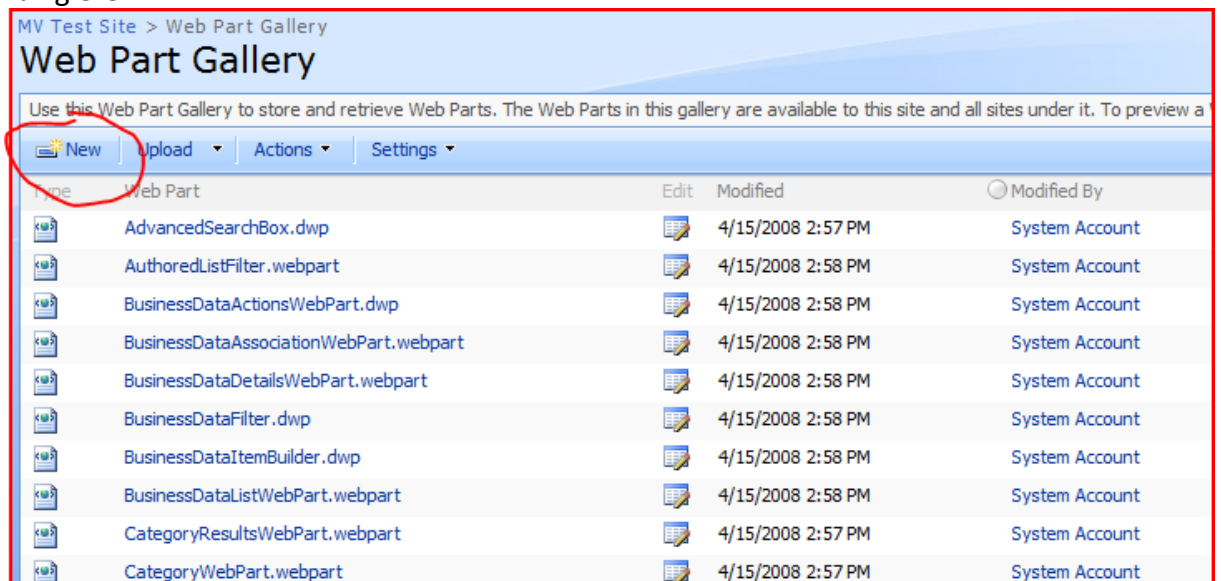 MV Test Site > Web Part Gallery
Web Part Gallery
Use this Web Part Gallery to store and retrieve Web Parts. The Web Parts in this gallery are available to this site and all sites under it. To preview a
New Upload Actions Settings
Type Web Part Edit Modified Modified By
AdvancedSearchBox.dwp 4/15/2008 2:57 PM System Account
AuthoredListFilter.webpart 4/15/2008 2:58 PM System Account
BusinessDataActionsWebPart.dwp 4/15/2008 2:58 PM System Account
BusinessDataAssociationWebPart.webpart 4/15/2008 2:58 PM System Account
BusinessDataDetailsWebPart.webpart 4/15/2008 2:58 PM System Account
BusinessDataFilter.dwp 4/15/2008 2:58 PM System Account
BusinessDataItemBuilder.dwp 4/15/2008 2:58 PM System Account
BusinessDataListWebPart.webpart 4/15/2008 2:58 PM System Account
CategoryResultsWebPart.webpart 4/15/2008 2:57 PM System Account
CategoryWebPart.webpart 4/15/2008 2:57 PM System Account